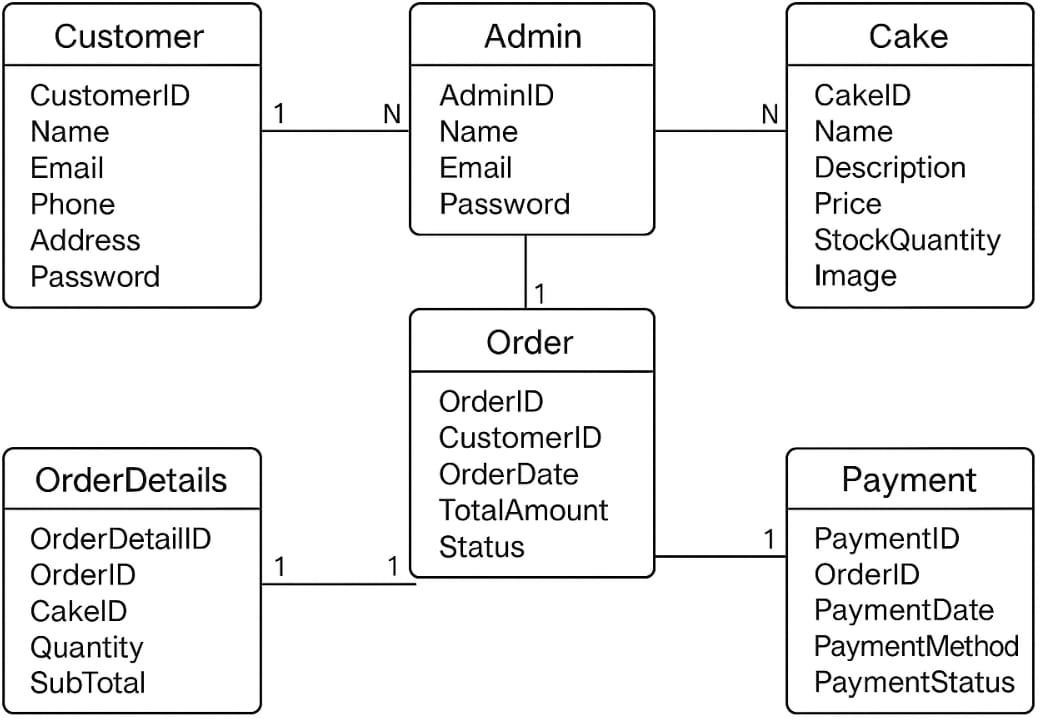 Customer
CustomerID
Name
Email
Phone
Address
Password
1
N
Admin
AdminID
Name
Email
Password
N
Cake
CakeID
Name
Description
Price
StockQuantity
Image
1
Order
OrderID
CustomerID
OrderDate
TotalAmount
Status
OrderDetails
OrderDetailID
OrderID
CakeID
Quantity
SubTotal
1
1
1
Payment
PaymentID
OrderID
PaymentDate
PaymentMethod
PaymentStatus